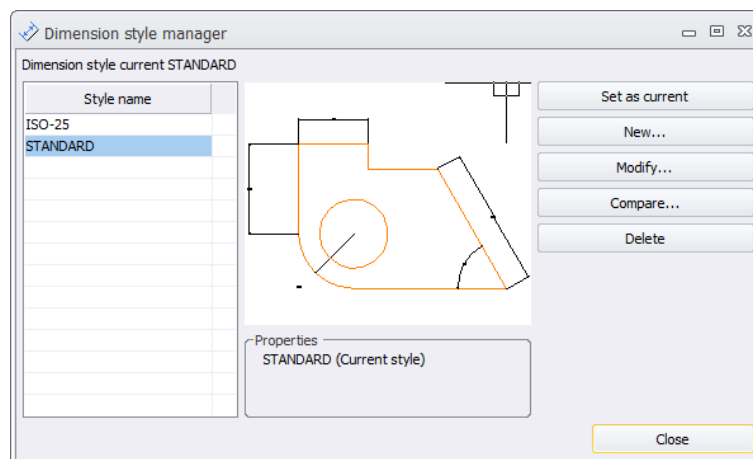 Dimension style manager
Dimension style current STANDARD
Style name
ISO-25
STANDARD
Set as current
New...
Modify...
Compare...
Delete
Properties
STANDARD (Current style)
Close